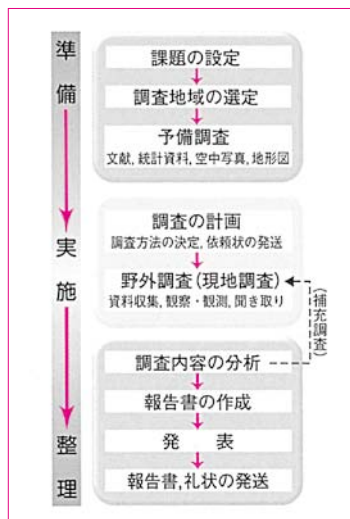 準備
実施
整理
課題の設定
調査地域の選定
予備調査
文献, 統計資料, 空中写真, 地形図
調査の計画
調査方法の決定, 依頼状の発送
野外調査(現地調査)
資料収集, 観察・観測, 聞き取り
(補充調査)
調査内容の分析
報告書の作成
発 表
報告書, 礼状の発送